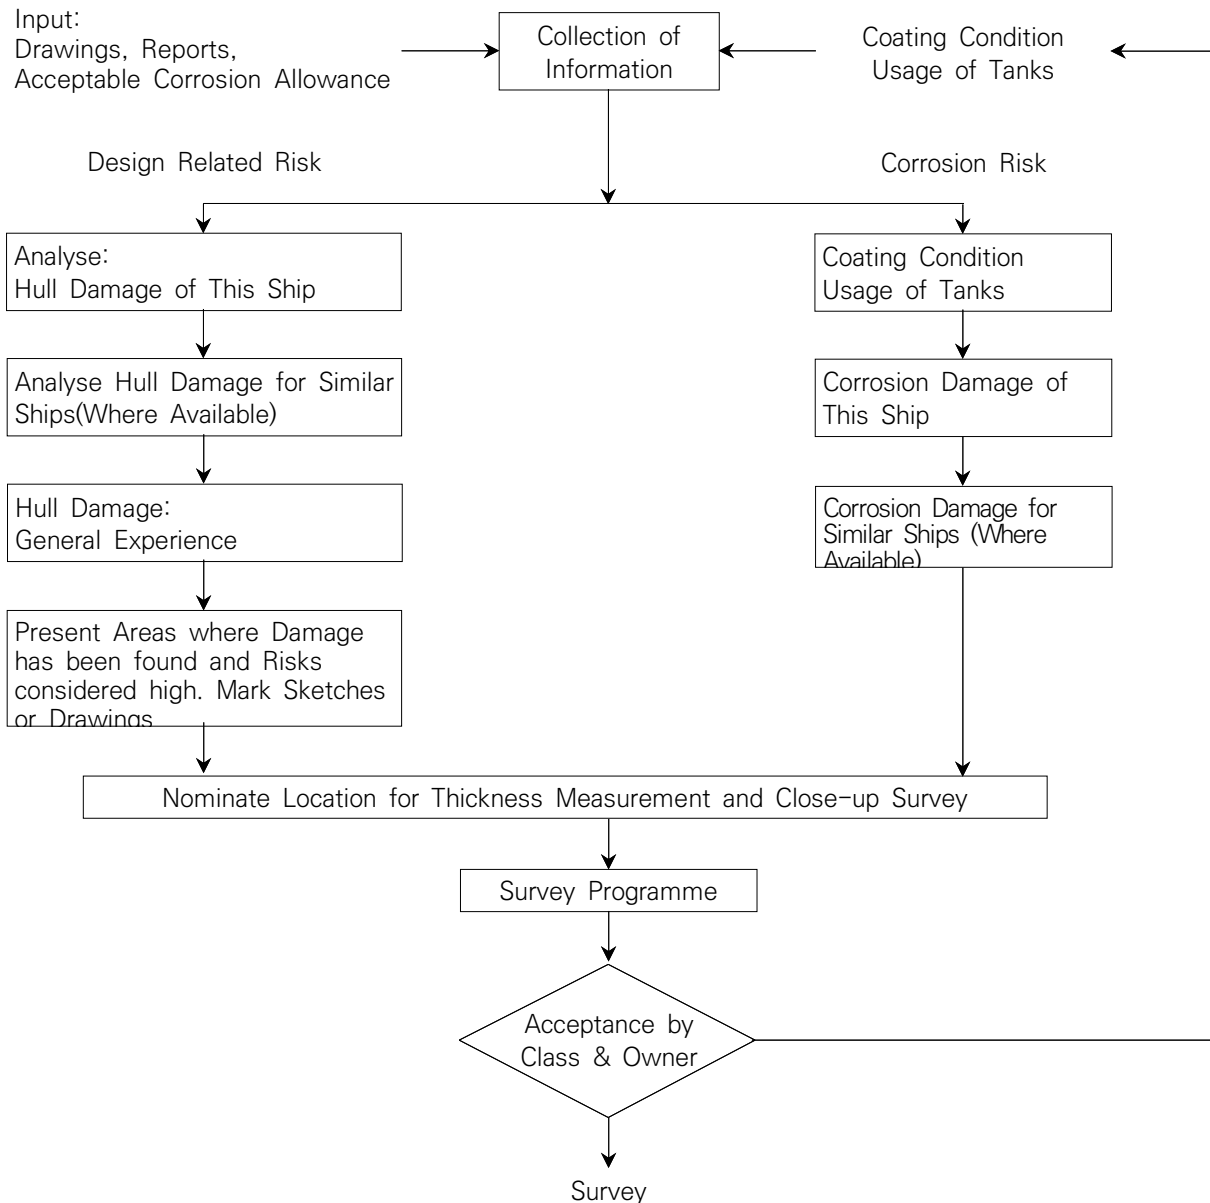 Input:
Drawings, Reports,
Acceptable Corrosion Allowance
Collection of
Information
Coating Condition
Usage of Tanks
Design Related Risk
Corrosion Risk
Analyse:
Hull Damage of This Ship
Coating Condition
Usage of Tanks
Analyse Hull Damage for Similar
Ships(Where Available)
Corrosion Damage of
This Ship
Hull Damage:
General Experience
Corrosion Damage for
Similar Ships (Where
Available)
Present Areas where Damage
has been found and Risks
considered high. Mark Sketches
or Drawings
Nominate Location for Thickness Measurement and Close-up Survey
Survey Programme
Acceptance by
Class & Owner
Survey